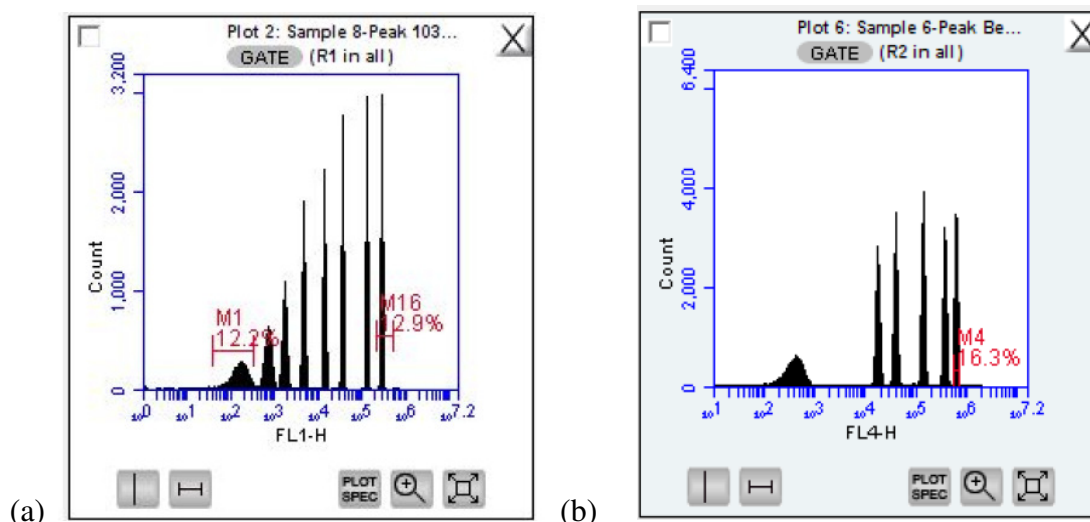 Plot 2: Sample 8-Peak 103...
GATE (R1 in all)
3,200
2,000
1,000
0
Count
M1
12.2%
M16
12.9%
10^0 10^1 10^2 10^3 10^4 10^5 10^6 10^7.2
FL1-H
PLOT SPEC
(a)
Plot 6: Sample 6-Peak Be...
GATE (R2 in all)
6,400
4,000
2,000
0
Count
M4
16.3%
10^1 10^2 10^3 10^4 10^5 10^6 10^7.2
FL4-H
PLOT SPEC
(b)